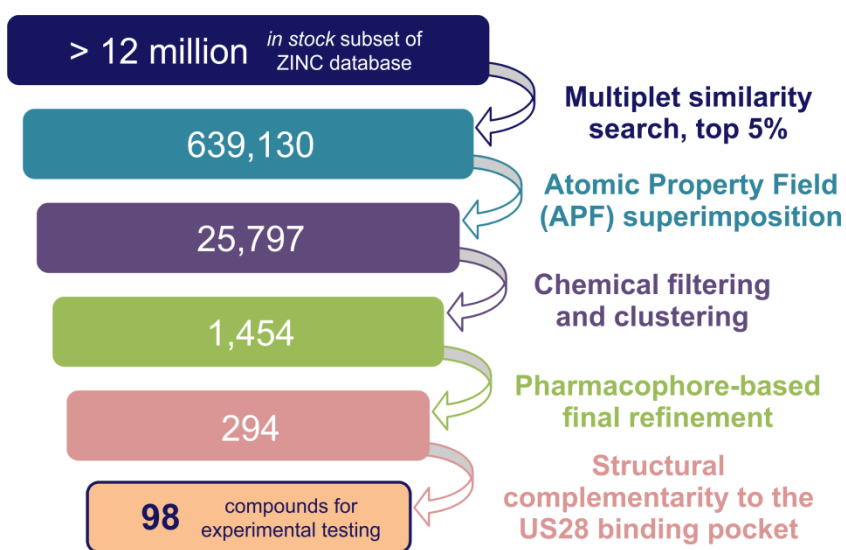 > 12 million in stock subset of
ZINC database
Multiplet similarity
search, top 5%
639,130
Atomic Property Field
(APF) superimposition
25,797
Chemical filtering
and clustering
1,454
Pharmacophore-based
final refinement
294
Structural
complementarity to the
US28 binding pocket
98 compounds for
experimental testing